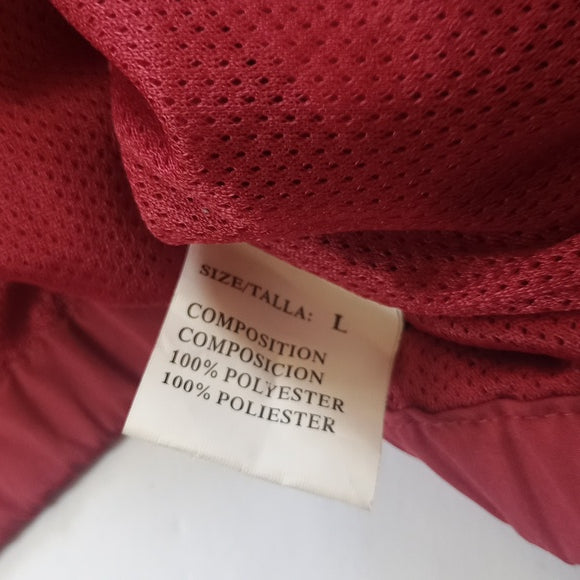 SIZE/TALLA: L
COMPOSITION
COMPOSICION
100% POLYESTER
100% POLIESTER